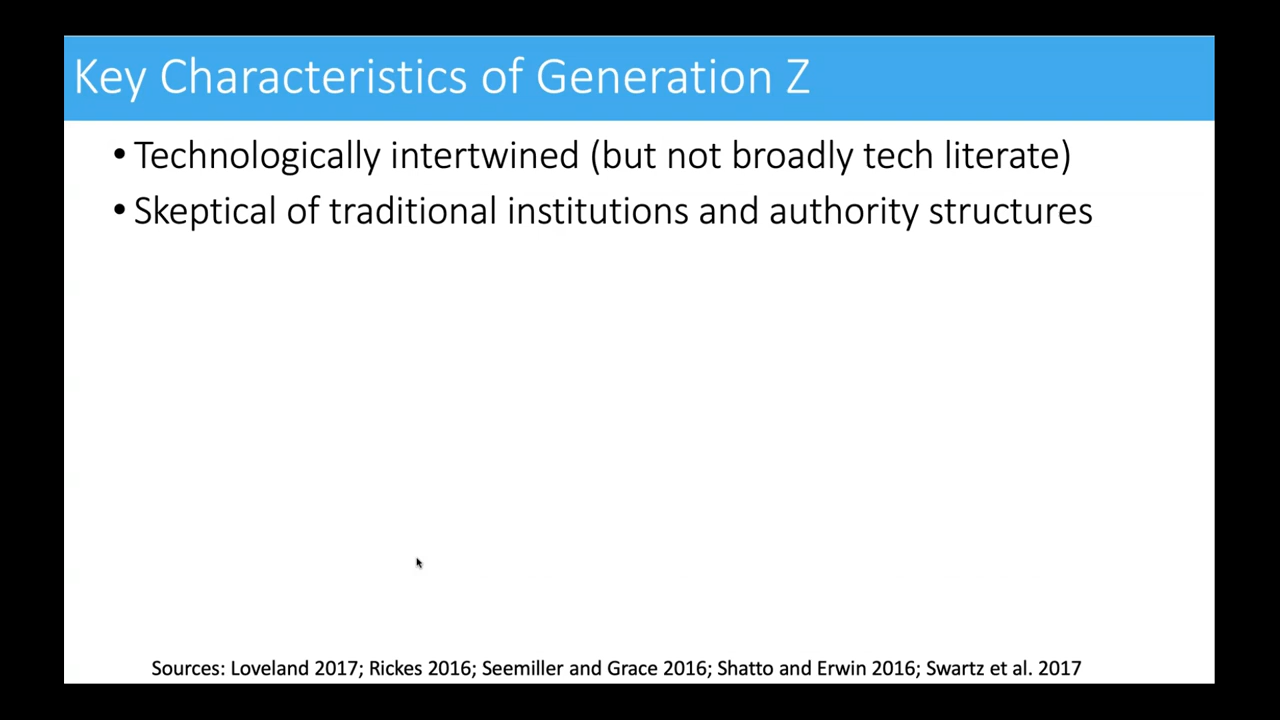 Key Characteristics of Generation Z
• Technologically intertwined (but not broadly tech literate)
• Skeptical of traditional institutions and authority structures
Sources: Loveland 2017; Rickes 2016; Seemiller and Grace 2016; Shatto and Erwin 2016; Swartz et al. 2017